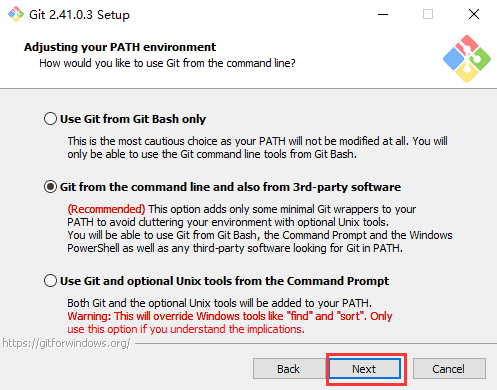 Git 2.41.0.3 Setup
Adjusting your PATH environment
How would you like to use Git from the command line?
Use Git from Git Bash only
This is the most cautious choice as your PATH will not be modified at all. You will
only be able to use the Git command line tools from Git Bash.
Git from the command line and also from 3rd-party software
(Recommended) This option adds only some minimal Git wrappers to your
PATH to avoid cluttering your environment with optional Unix tools.
You will be able to use Git from Git Bash, the Command Prompt and the Windows
PowerShell as well as any third-party software looking for Git in PATH.
Use Git and optional Unix tools from the Command Prompt
Both Git and the optional Unix tools will be added to your PATH.
Warning: This will override Windows tools like "find" and "sort". Only
use this option if you understand the implications.
https://gitforwindows.org/
Back Next Cancel